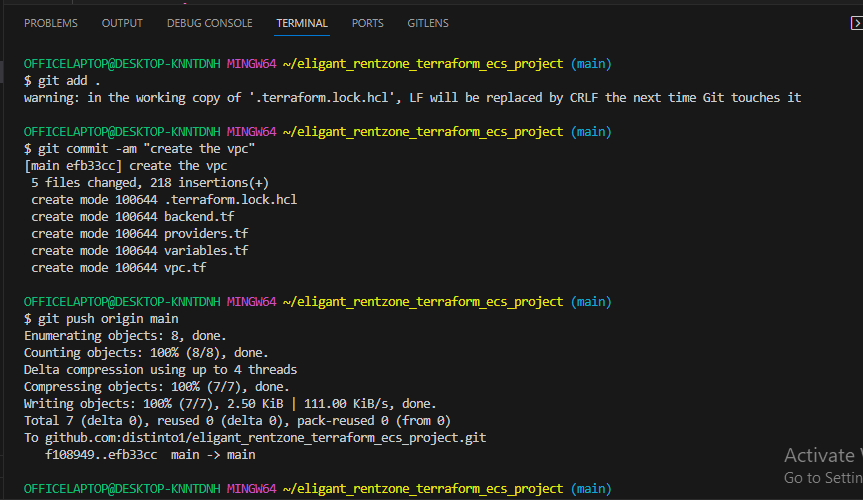 PROBLEMS OUTPUT DEBUG CONSOLE TERMINAL PORTS GITLENS
OFFICELAPTOP@DESKTOP-KNNTDNH MINGW64 ~/eligant_rentzone_terraform_ecs_project (main)
$ git add .
warning: in the working copy of '.terraform.lock.hcl', LF will be replaced by CRLF the next time Git touches it
OFFICELAPTOP@DESKTOP-KNNTDNH MINGW64 ~/eligant_rentzone_terraform_ecs_project (main)
$ git commit -am "create the vpc"
[main efb33cc] create the vpc
5 files changed, 218 insertions(+)
create mode 100644 .terraform.lock.hcl
create mode 100644 backend.tf
create mode 100644 providers.tf
create mode 100644 variables.tf
create mode 100644 vpc.tf
OFFICELAPTOP@DESKTOP-KNNTDNH MINGW64 ~/eligant_rentzone_terraform_ecs_project (main)
$ git push origin main
Enumerating objects: 8, done.
Counting objects: 100% (8/8), done.
Delta compression using up to 4 threads
Compressing objects: 100% (7/7), done.
Writing objects: 100% (7/7), 2.50 KiB | 111.00 KiB/s, done.
Total 7 (delta 0), reused 0 (delta 0), pack-reused 0 (from 0)
To github.com:distinto1/eligant_rentzone_terraform_ecs_project.git
f108949..efb33cc main -> main
OFFICELAPTOP@DESKTOP-KNNTDNH MINGW64 ~/eligant_rentzone_terraform_ecs_project (main)
Activate
Go to